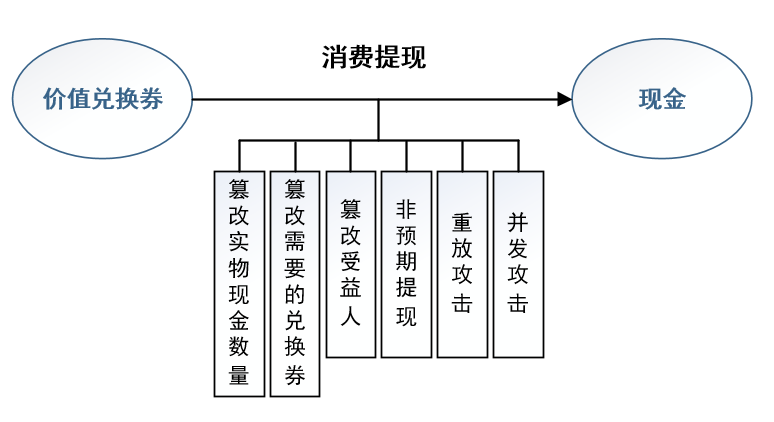 消费提现
价值兑换券
现金
篡改实物现金数量
篡改需要的兑换券
篡改受益人
非预期提现
重放攻击
并发攻击